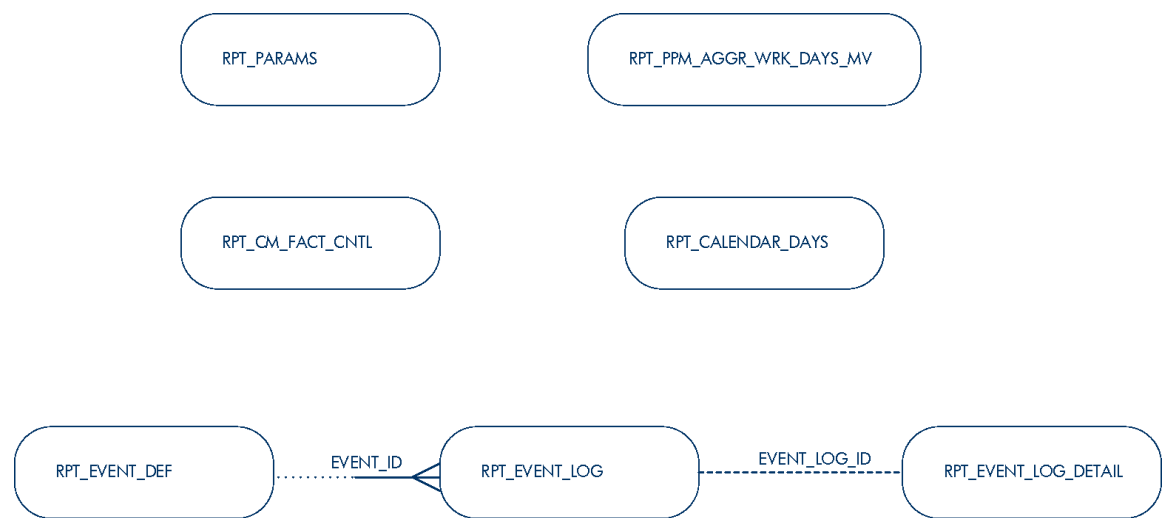 RPT_PARAMS
RPT_PPM_AGGR_WRK_DAYS_MV
RPT_CM_FACT_CNTL
RPT_CALENDAR_DAYS
RPT_EVENT_DEF
EVENT_ID
RPT_EVENT_LOG
EVENT_LOG_ID
RPT_EVENT_LOG_DETAIL